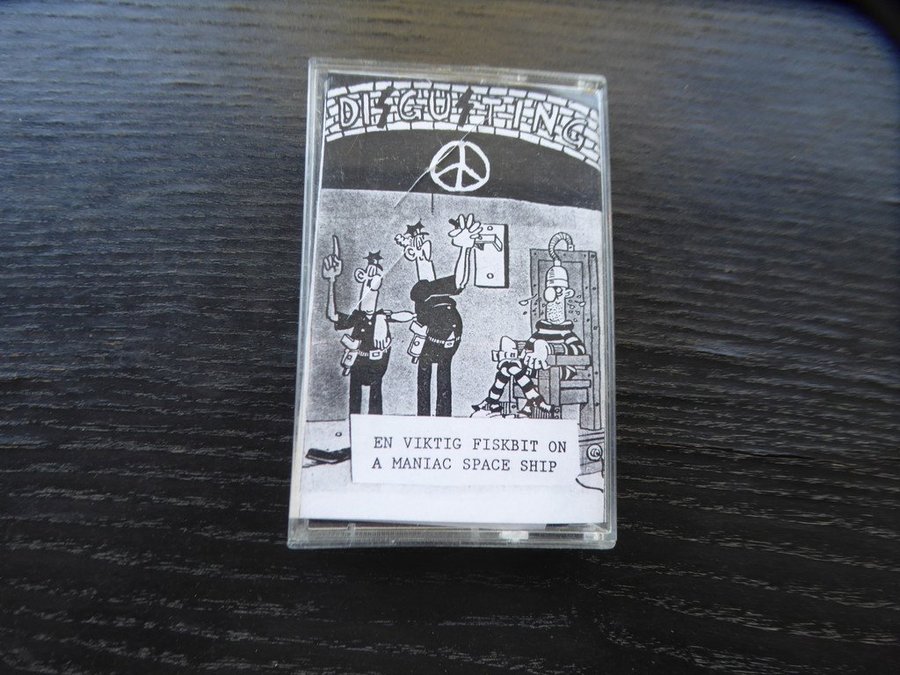 DISGUSTING
EN VIKTIG FISKBIT ON
A MANIAC SPACE SHIP